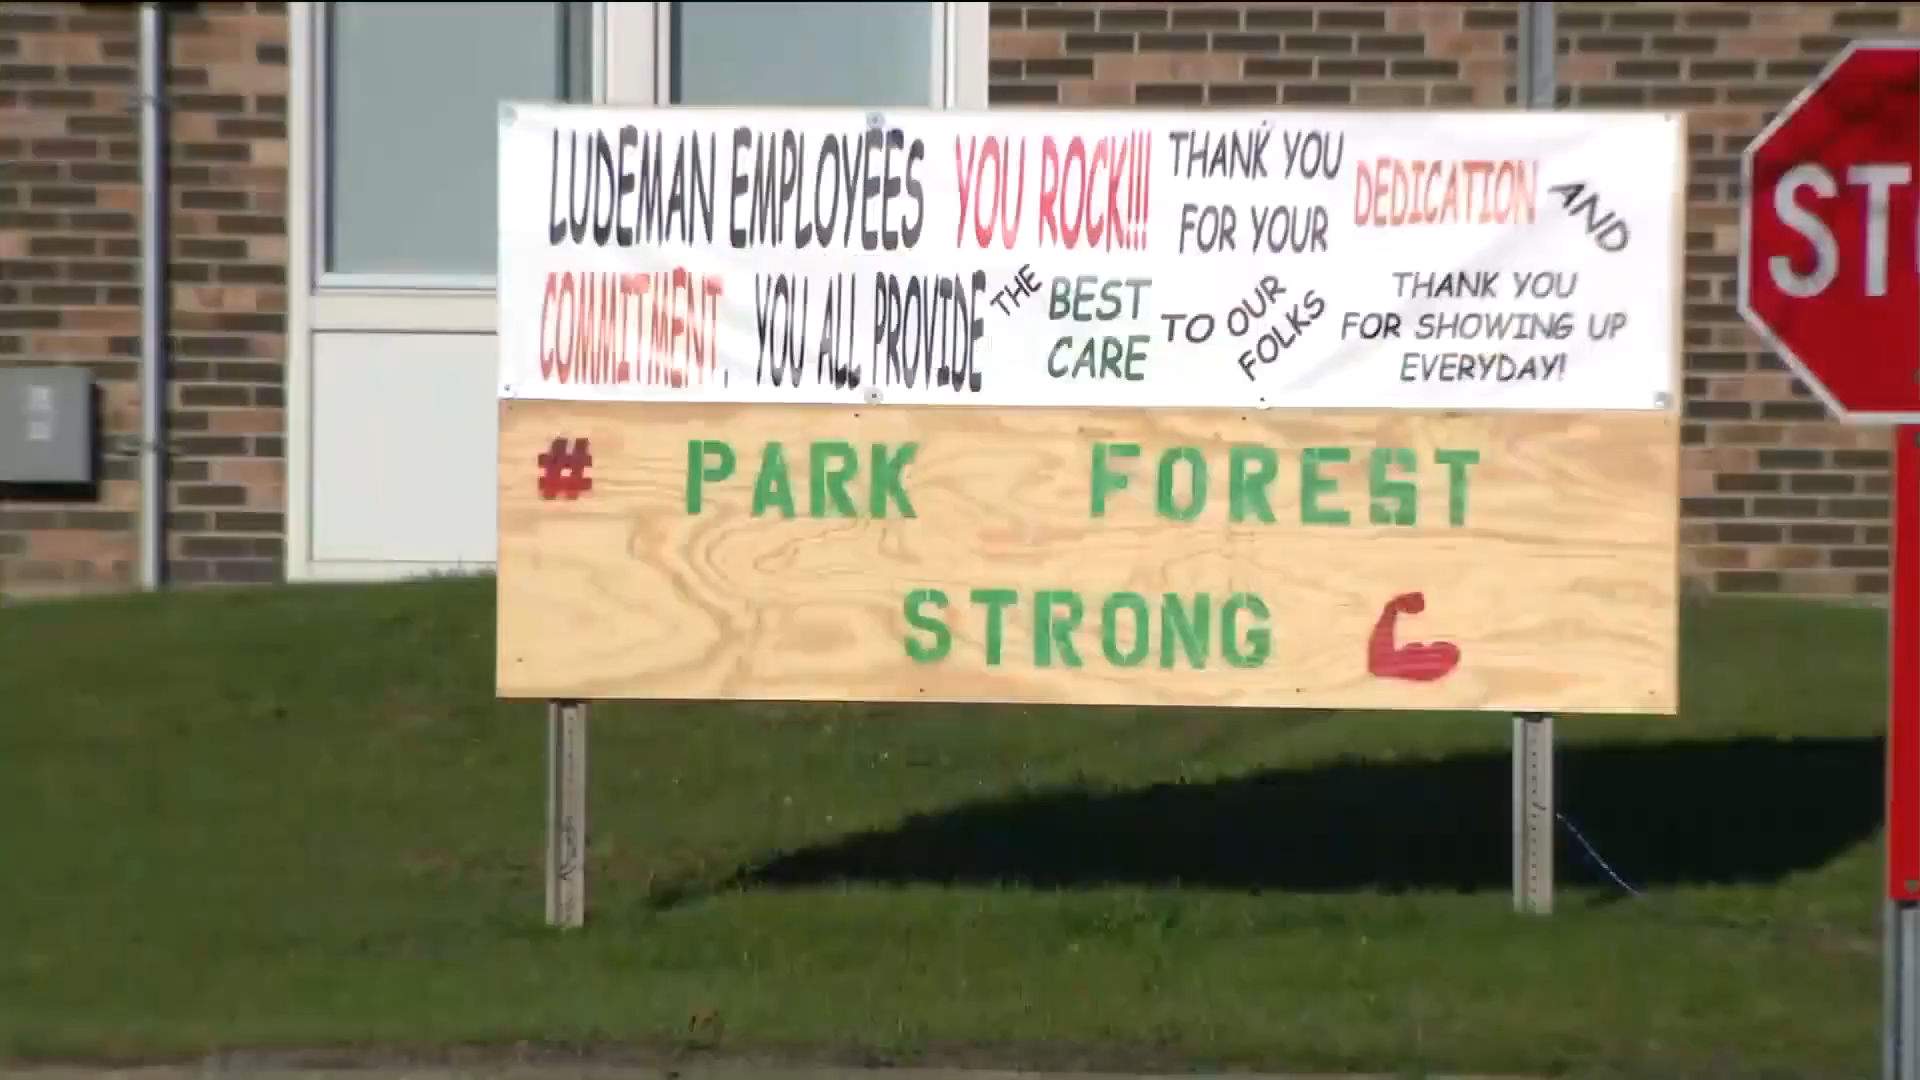 LUDEMAN EMPLOYEES YOU ROCK!!! THANK YOU
FOR YOUR DEDICATION AND
COMMITMENT. YOU ALL PROVIDE THE BEST
CARE TO OUR
FOLKS
THANK YOU
FOR SHOWING UP
EVERYDAY!
# PARK FOREST
STRONG
ST